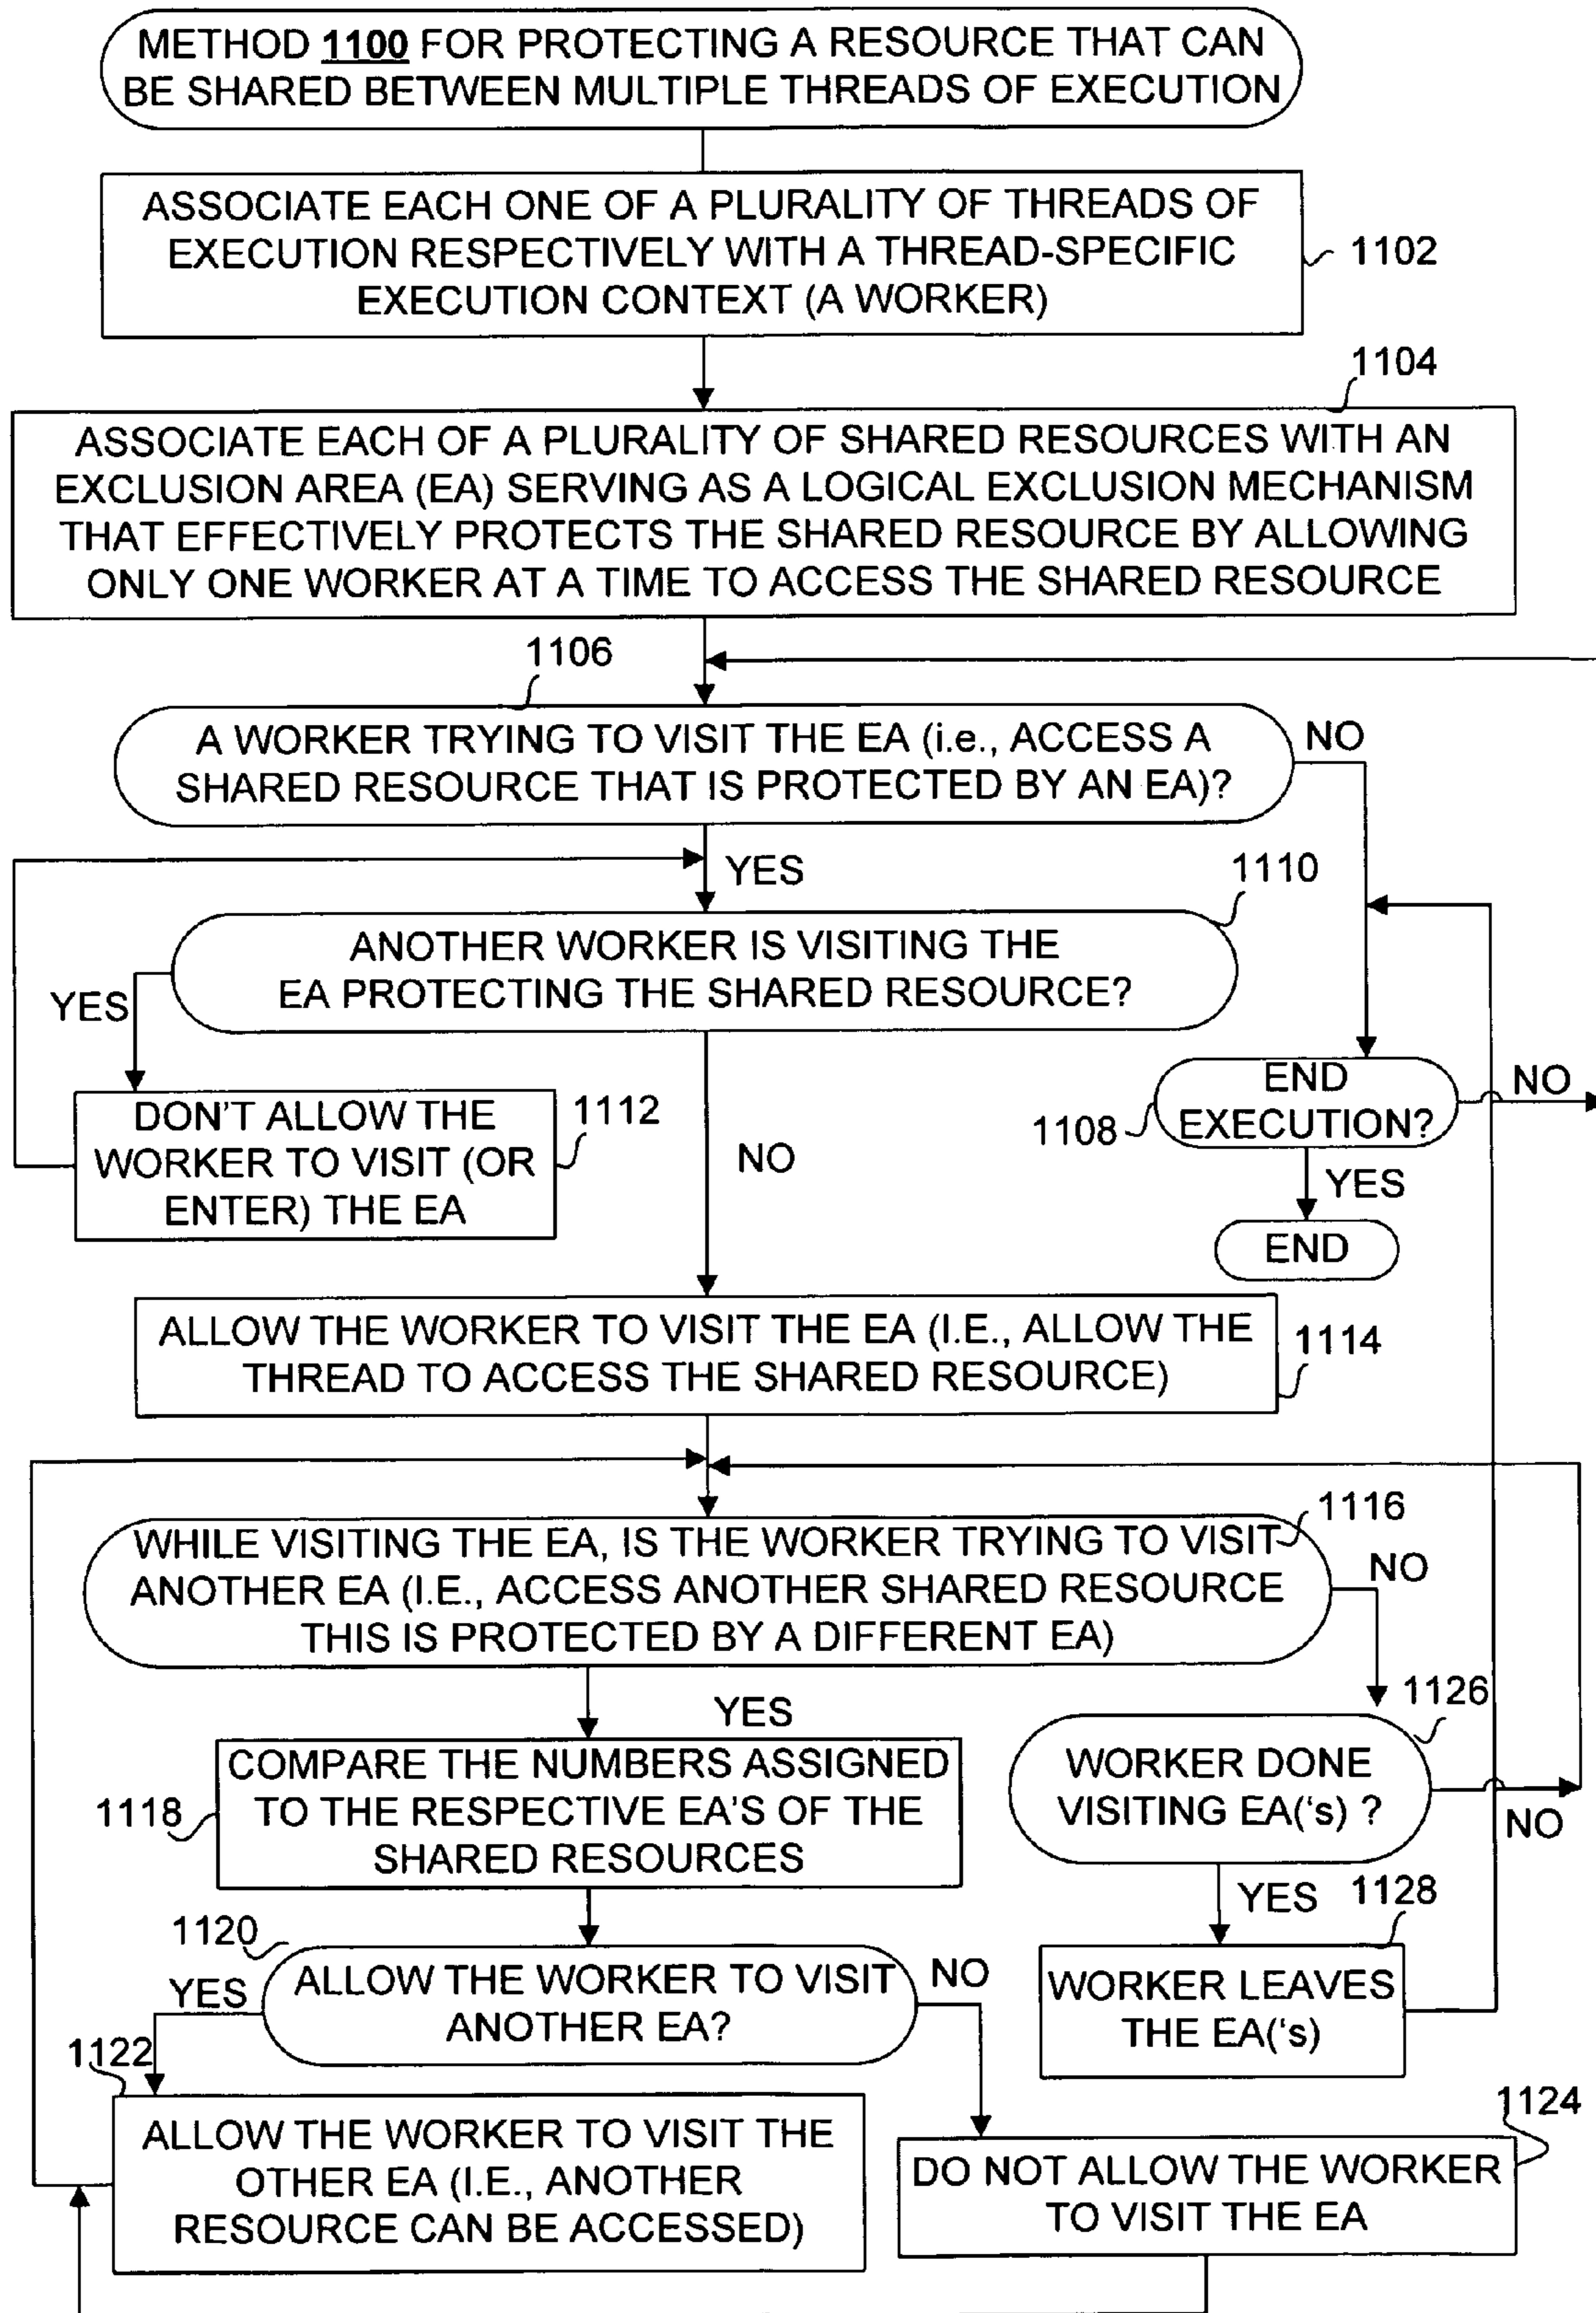 METHOD 1100 FOR PROTECTING A RESOURCE THAT CAN
BE SHARED BETWEEN MULTIPLE THREADS OF EXECUTION
ASSOCIATE EACH ONE OF A PLURALITY OF THREADS OF
EXECUTION RESPECTIVELY WITH A THREAD-SPECIFIC
EXECUTION CONTEXT (A WORKER)
1102
1104
ASSOCIATE EACH OF A PLURALITY OF SHARED RESOURCES WITH AN
EXCLUSION AREA (EA) SERVING AS A LOGICAL EXCLUSION MECHANISM
THAT EFFECTIVELY PROTECTS THE SHARED RESOURCE BY ALLOWING
ONLY ONE WORKER AT A TIME TO ACCESS THE SHARED RESOURCE
1106
A WORKER TRYING TO VISIT THE EA (i.e., ACCESS A
SHARED RESOURCE THAT IS PROTECTED BY AN EA)?
NO
YES
1110
ANOTHER WORKER IS VISITING THE
EA PROTECTING THE SHARED RESOURCE?
YES
DON'T ALLOW THE
WORKER TO VISIT (OR
ENTER) THE EA
1112
NO
END
EXECUTION?
1108
NO
YES
END
ALLOW THE WORKER TO VISIT THE EA (I.E., ALLOW THE
THREAD TO ACCESS THE SHARED RESOURCE)
1114
1116
WHILE VISITING THE EA, IS THE WORKER TRYING TO VISIT
ANOTHER EA (I.E., ACCESS ANOTHER SHARED RESOURCE
THIS IS PROTECTED BY A DIFFERENT EA)
NO
YES
COMPARE THE NUMBERS ASSIGNED
TO THE RESPECTIVE EA'S OF THE
SHARED RESOURCES
1118
1126
WORKER DONE
VISITING EA('s) ?
NO
YES
1128
WORKER LEAVES
THE EA('s)
1120
ALLOW THE WORKER TO VISIT
ANOTHER EA?
YES
NO
1122
ALLOW THE WORKER TO VISIT THE
OTHER EA (I.E., ANOTHER
RESOURCE CAN BE ACCESSED)
1124
DO NOT ALLOW THE WORKER
TO VISIT THE EA